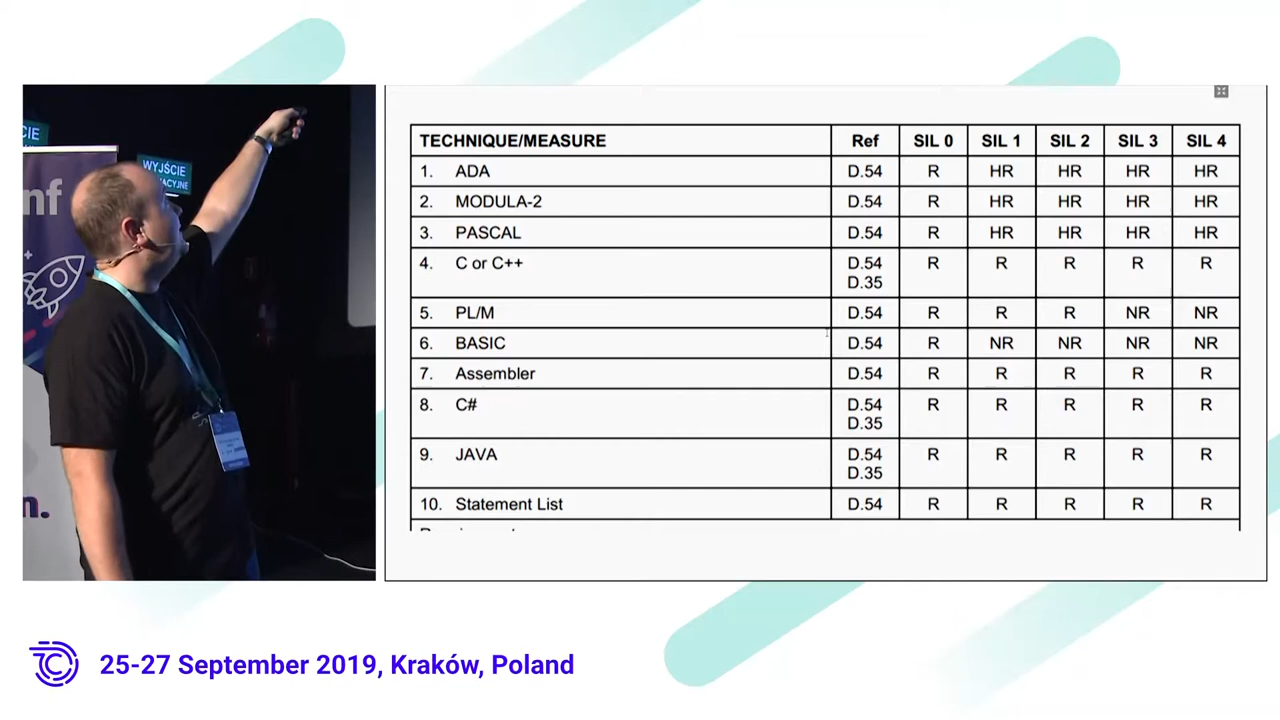 CIE
WYJŚCIE
nf
n.
TECHNIQUE/MEASURE Ref SIL 0 SIL 1 SIL 2 SIL 3 SIL 4
1. ADA D.54 R HR HR HR HR
2. MODULA-2 D.54 R HR HR HR HR
3. PASCAL D.54 R HR HR HR HR
4. C or C++ D.54 R R R R R
D.35
5. PL/M D.54 R R R NR NR
6. BASIC D.54 R NR NR NR NR
7. Assembler D.54 R R R R R
8. C# D.54 R R R R R
D.35
9. JAVA D.54 R R R R R
D.35
10. Statement List D.54 R R R R R
25-27 September 2019, Kraków, Poland